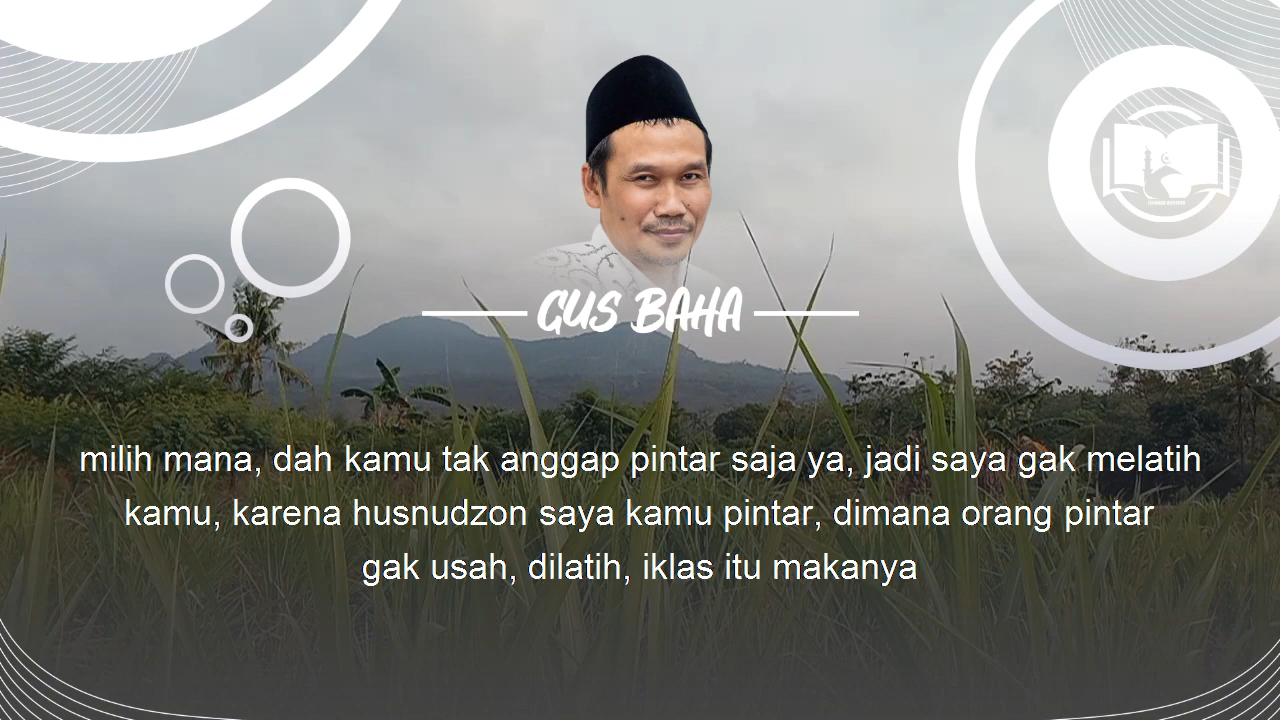 GUS BAHA
milih mana, dah kamu tak anggap pintar saja ya, jadi saya gak melatih
kamu, karena husnudzon saya kamu pintar, dimana orang pintar
gak usah, dilatih, iklas itu makanya